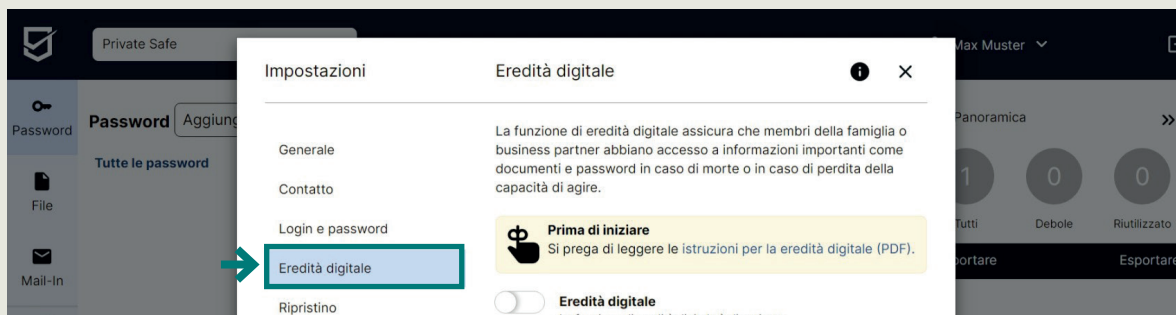 Private Safe
Max Muster
Impostazioni
Eredità digitale
Password
Password
Tutte le password
File
Mail-In
Generale
Contatto
Login e password
Eredità digitale
Ripristino
La funzione di eredità digitale assicura che membri della famiglia o
business partner abbiano accesso a informazioni importanti come
documenti e password in caso di morte o in caso di perdita della
capacità di agire.
Prima di iniziare
Si prega di leggere le istruzioni per la eredità digitale (PDF).
Eredità digitale
Panoramica
1
0
0
Tutti
Debole
Riutilizzato